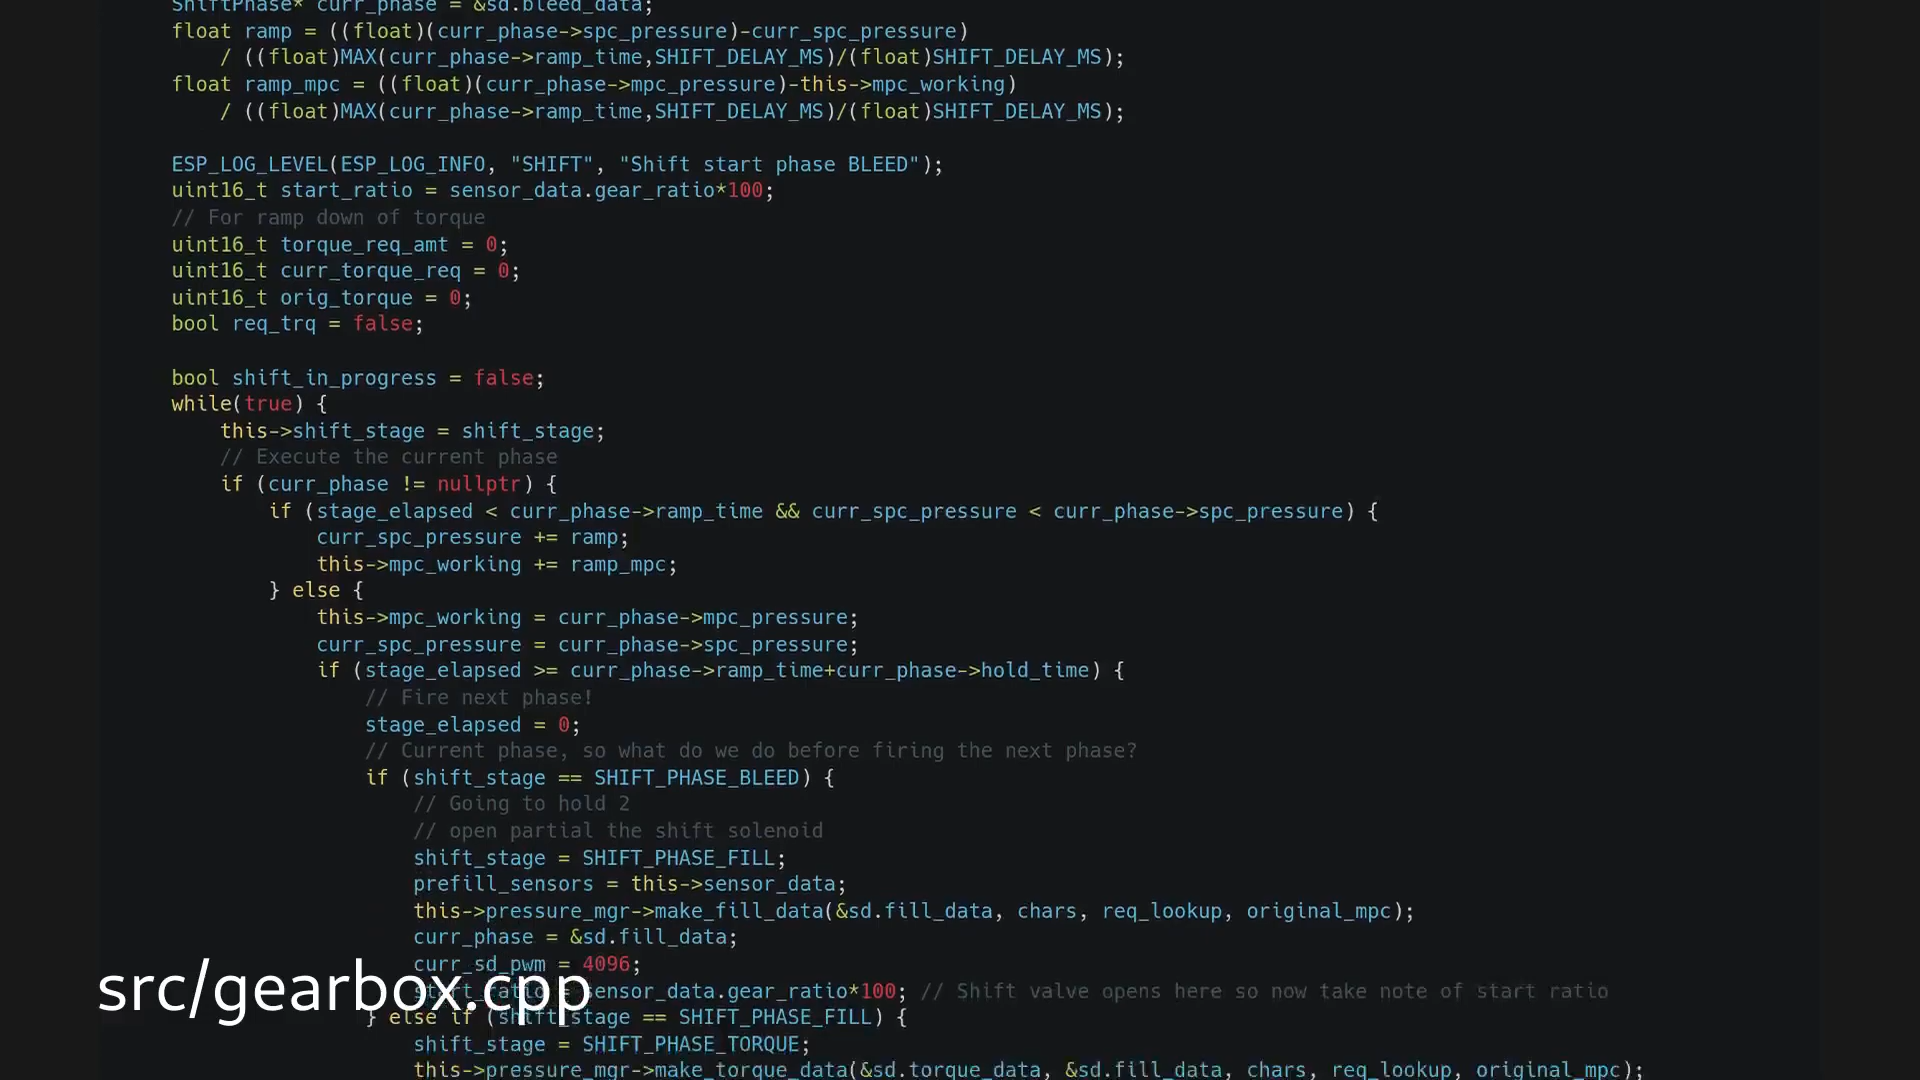 ShiftPhase* curr_phase = &sd.bleed_data;
float ramp = ((float)(curr_phase->spc_pressure)-curr_spc_pressure)
/ ((float)MAX(curr_phase->ramp_time,SHIFT_DELAY_MS)/(float)SHIFT_DELAY_MS);
float ramp_mpc = ((float)(curr_phase->mpc_pressure)-this->mpc_working)
/ ((float)MAX(curr_phase->ramp_time,SHIFT_DELAY_MS)/(float)SHIFT_DELAY_MS);
ESP_LOG_LEVEL(ESP_LOG_INFO, "SHIFT", "Shift start phase BLEED");
uint16_t start_ratio = sensor_data.gear_ratio*100;
// For ramp down of torque
uint16_t torque_req_amt = 0;
uint16_t curr_torque_req = 0;
uint16_t orig_torque = 0;
bool req_trq = false;
bool shift_in_progress = false;
while(true) {
this->shift_stage = shift_stage;
// Execute the current phase
if (curr_phase != nullptr) {
if (stage_elapsed < curr_phase->ramp_time && curr_spc_pressure < curr_phase->spc_pressure) {
curr_spc_pressure += ramp;
this->mpc_working += ramp_mpc;
} else {
this->mpc_working = curr_phase->mpc_pressure;
curr_spc_pressure = curr_phase->spc_pressure;
if (stage_elapsed >= curr_phase->ramp_time+curr_phase->hold_time) {
// Fire next phase!
stage_elapsed = 0;
// Current phase, so what do we do before firing the next phase?
if (shift_stage == SHIFT_PHASE_BLEED) {
// Going to hold 2
// open partial the shift solenoid
shift_stage = SHIFT_PHASE_FILL;
prefill_sensors = this->sensor_data;
this->pressure_mgr->make_fill_data(&sd.fill_data, chars, req_lookup, original_mpc);
curr_phase = &sd.fill_data;
curr_sd_pwm = 4096;
start_ratio = sensor_data.gear_ratio*100; // Shift valve opens here so now take note of start ratio
} else if (shift_stage == SHIFT_PHASE_FILL) {
shift_stage = SHIFT_PHASE_TORQUE;
this->pressure_mgr->make_torque_data(&sd.torque_data, &sd.fill_data, chars, req_lookup, original_mpc);
src/gearbox.cpp